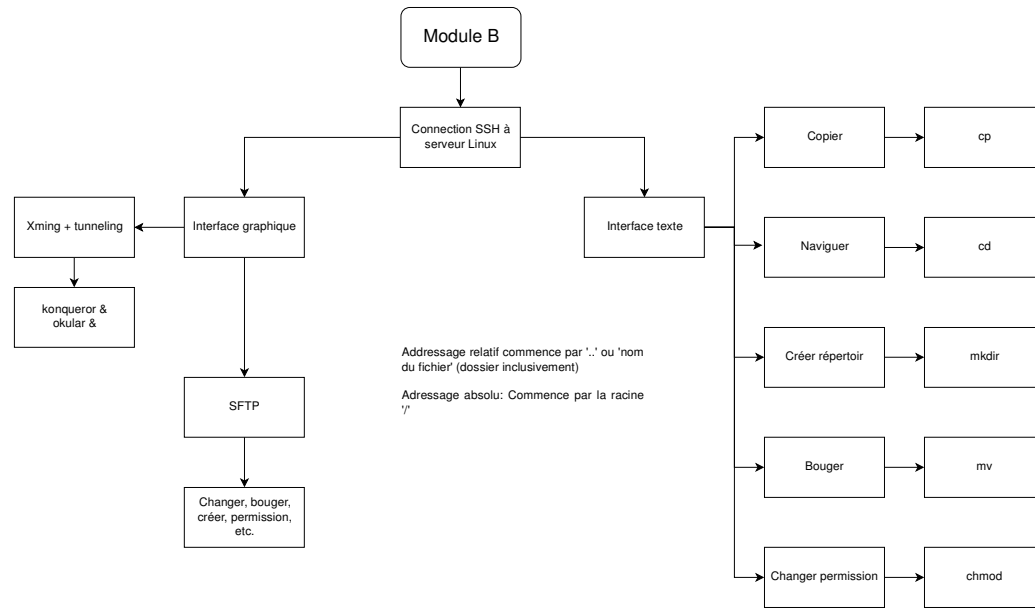 Module B
Connection SSH à
serveur Linux
Copier
cp
Xming + tunneling
Interface graphique
Interface texte
Naviguer
cd
konqueror &
okular &
Addressage relatif commence par '..' ou 'nom
du fichier' (dossier inclusivement)
Adressage absolu: Commence par la racine
'/'
Créer répertoir
mkdir
SFTP
Bouger
mv
Changer, bouger,
créer, permission,
etc.
Changer permission
chmod